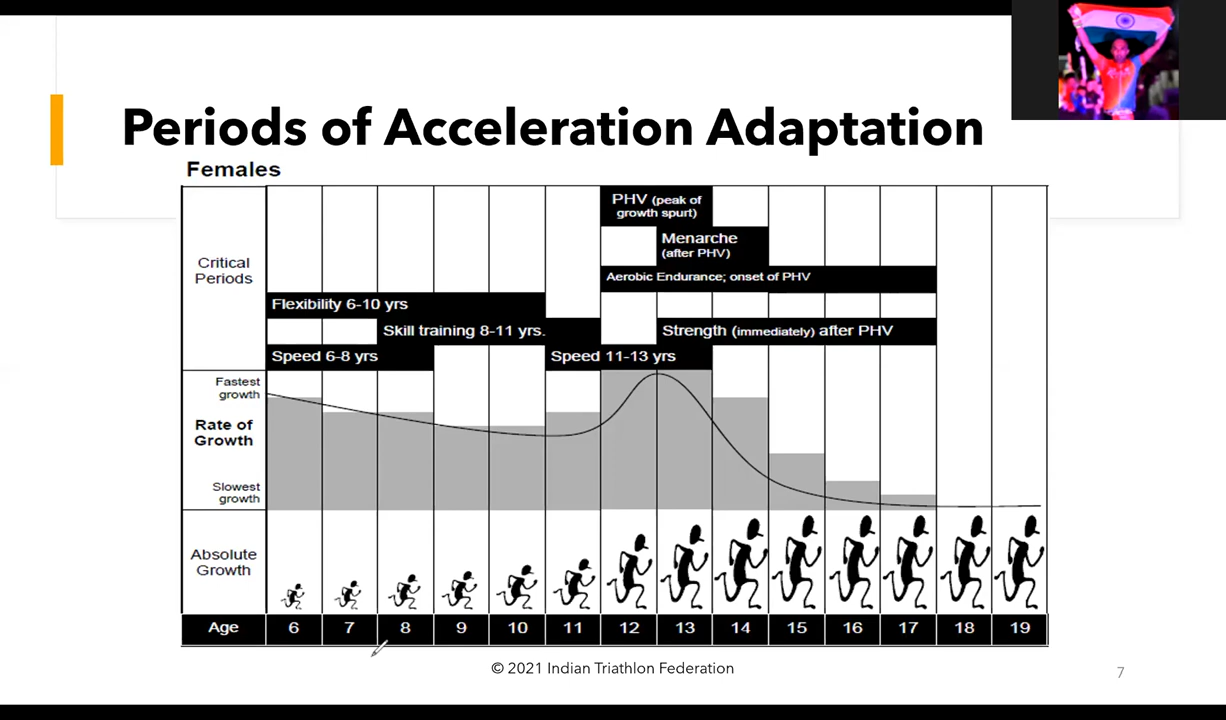 Periods of Acceleration Adaptation
Females
PHV (peak of
growth spurt)
Menarche
(after PHV)
Critical
Periods
Aerobic Endurance; onset of PHV
Flexibility 6-10 yrs
Skill training 8-11 yrs.
Strength (immediately) after PHV
Speed 6-8 yrs
Speed 11-13 yrs
Fastest
growth
Rate of
Growth
Slowest
growth
Absolute
Growth
Age 6 7 8 9 10 11 12 13 14 15 16 17 18 19
© 2021 Indian Triathlon Federation
7